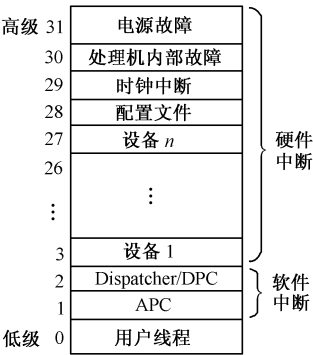 高级 31 电源故障
30 处理机内部故障
29 时钟中断
28 配置文件
27 设备 n
26
⋮ ⋮
3 设备 1
2 Dispatcher/DPC
1 APC
低级 0 用户线程
硬件
中断
软件
中断